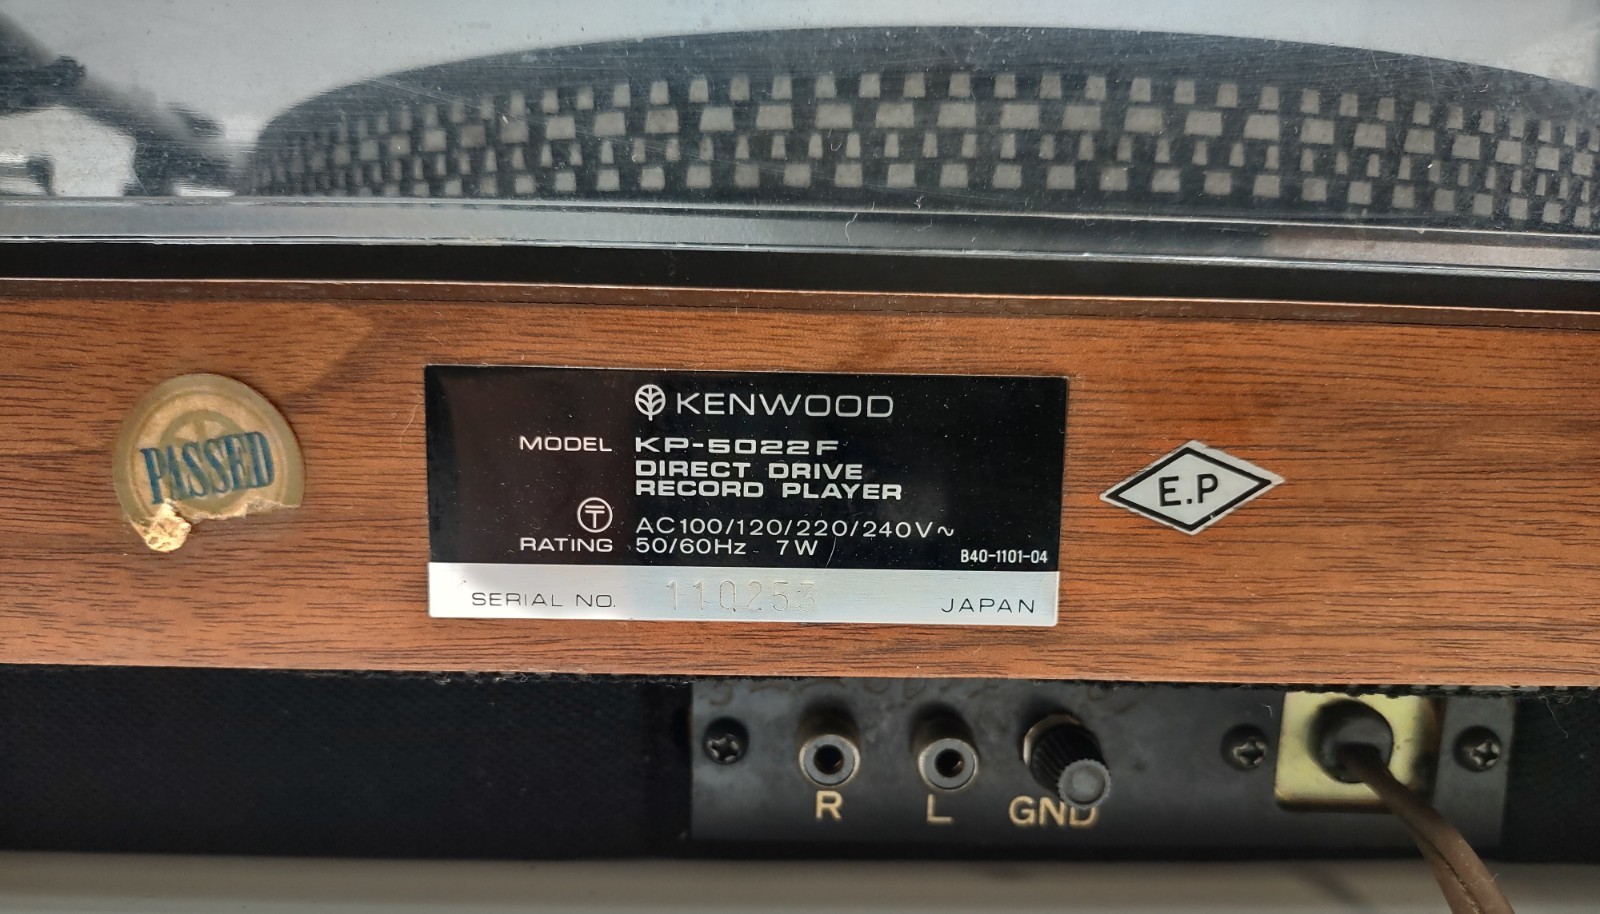 KENWOOD
MODEL KP-5022F
DIRECT DRIVE
RECORD PLAYER
AC100/120/220/240V~
RATING 50/60Hz 7W
B40-1101-04
SERIAL NO. 110253
JAPAN
PASSED
E.P
R
L
GND